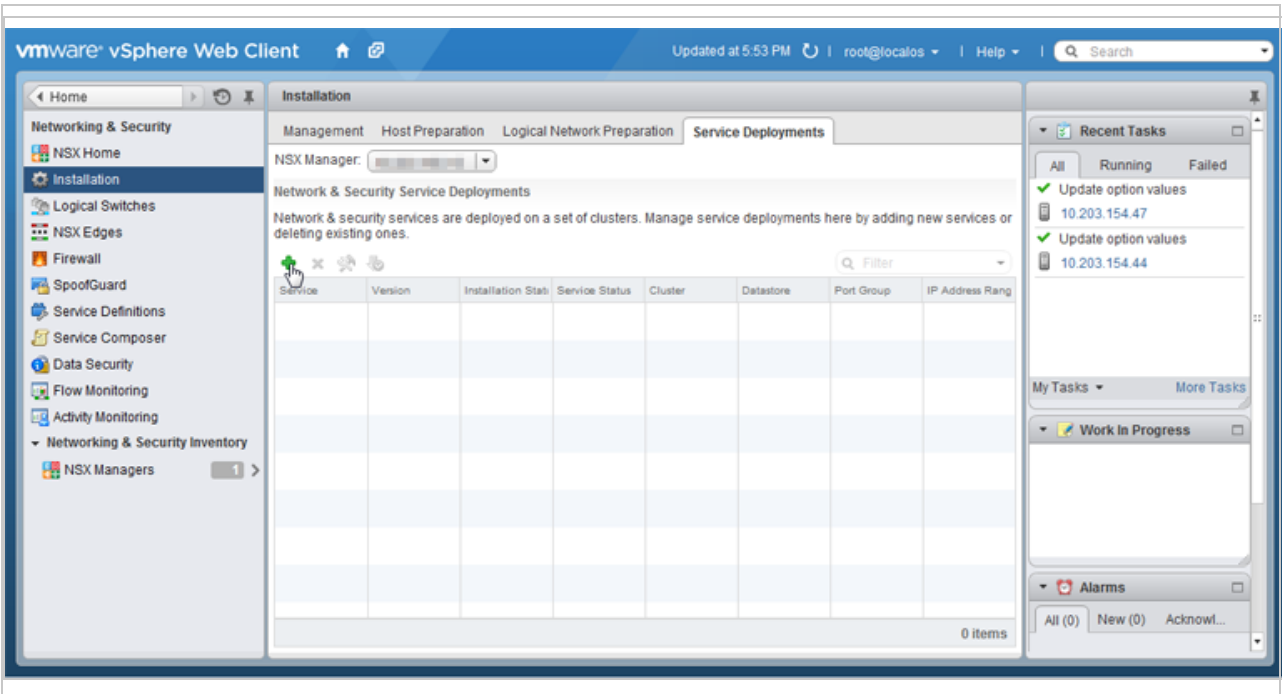 vmware® vSphere Web Client
Updated at 5:53 PM
root@localos
Help
Search
Home
Networking & Security
NSX Home
Installation
Logical Switches
NSX Edges
Firewall
SpoofGuard
Service Definitions
Service Composer
Data Security
Flow Monitoring
Activity Monitoring
Networking & Security Inventory
NSX Managers 1
Installation
Management Host Preparation Logical Network Preparation Service Deployments
NSX Manager:
Network & Security Service Deployments
Network & security services are deployed on a set of clusters. Manage service deployments here by adding new services or
deleting existing ones.
Filter
Service Version Installation Stat Service Status Cluster Datastore Port Group IP Address Rang
0 items
Recent Tasks
All Running Failed
Update option values
10.203.154.47
Update option values
10.203.154.44
My Tasks More Tasks
Work In Progress
Alarms
All (0) New (0) Acknowl...